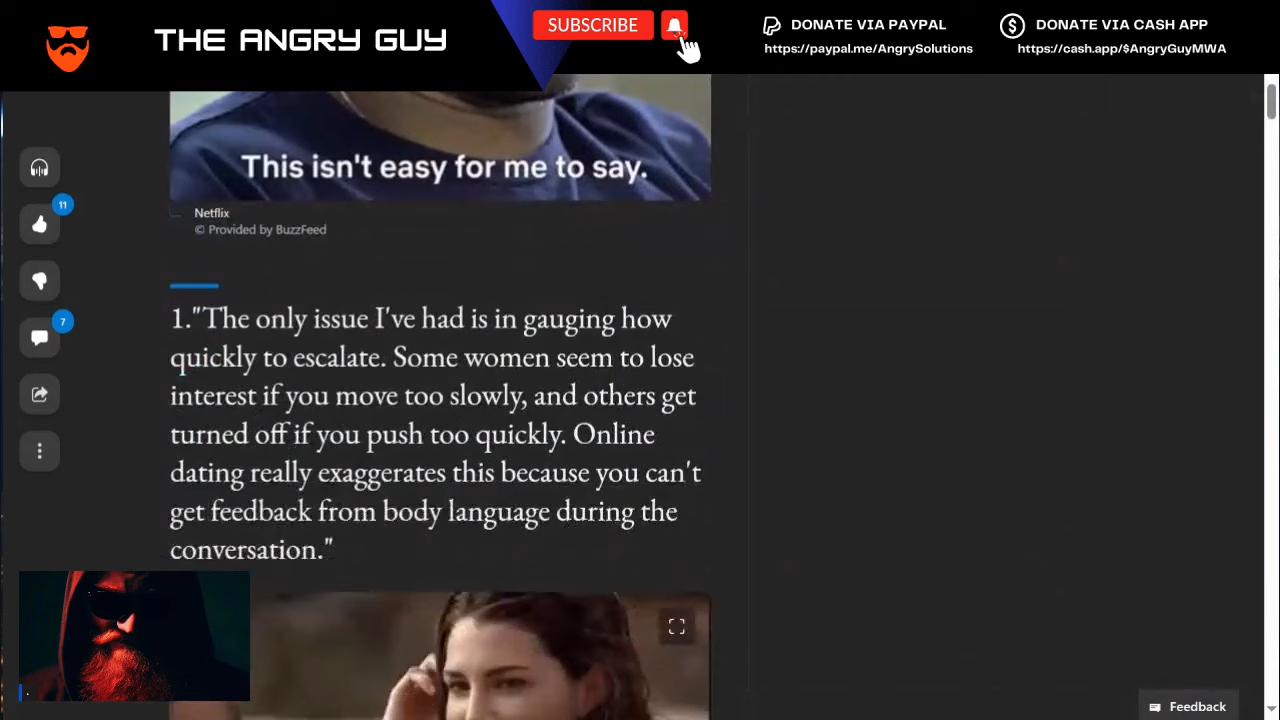 THE ANGRY GUY
SUBSCRIBE
DONATE VIA PAYPAL
https://paypal.me/AngrySolutions
DONATE VIA CASH APP
https://cash.app/$AngryGuyMWA
This isn't easy for me to say.
Netflix
© Provided by BuzzFeed
11
7
1."The only issue I've had is in gauging how
quickly to escalate. Some women seem to lose
interest if you move too slowly, and others get
turned off if you push too quickly. Online
dating really exaggerates this because you can't
get feedback from body language during the
conversation."
Feedback